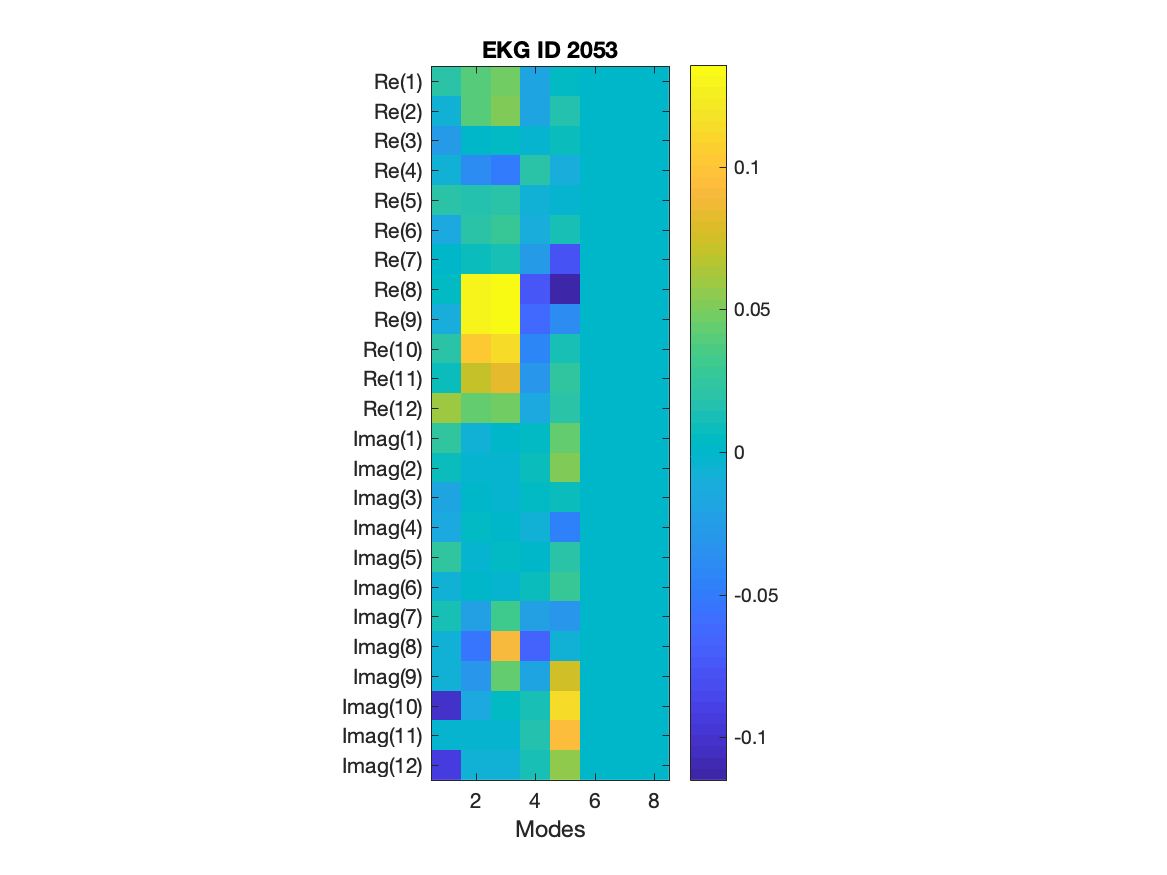 EKG ID 2053
Re(1)
Re(2)
Re(3)
Re(4)
Re(5)
Re(6)
Re(7)
Re(8)
Re(9)
Re(10)
Re(11)
Re(12)
Imag(1)
Imag(2)
Imag(3)
Imag(4)
Imag(5)
Imag(6)
Imag(7)
Imag(8)
Imag(9)
Imag(10)
Imag(11)
Imag(12)
2 4 6 8
Modes
0.1
0.05
0
-0.05
-0.1